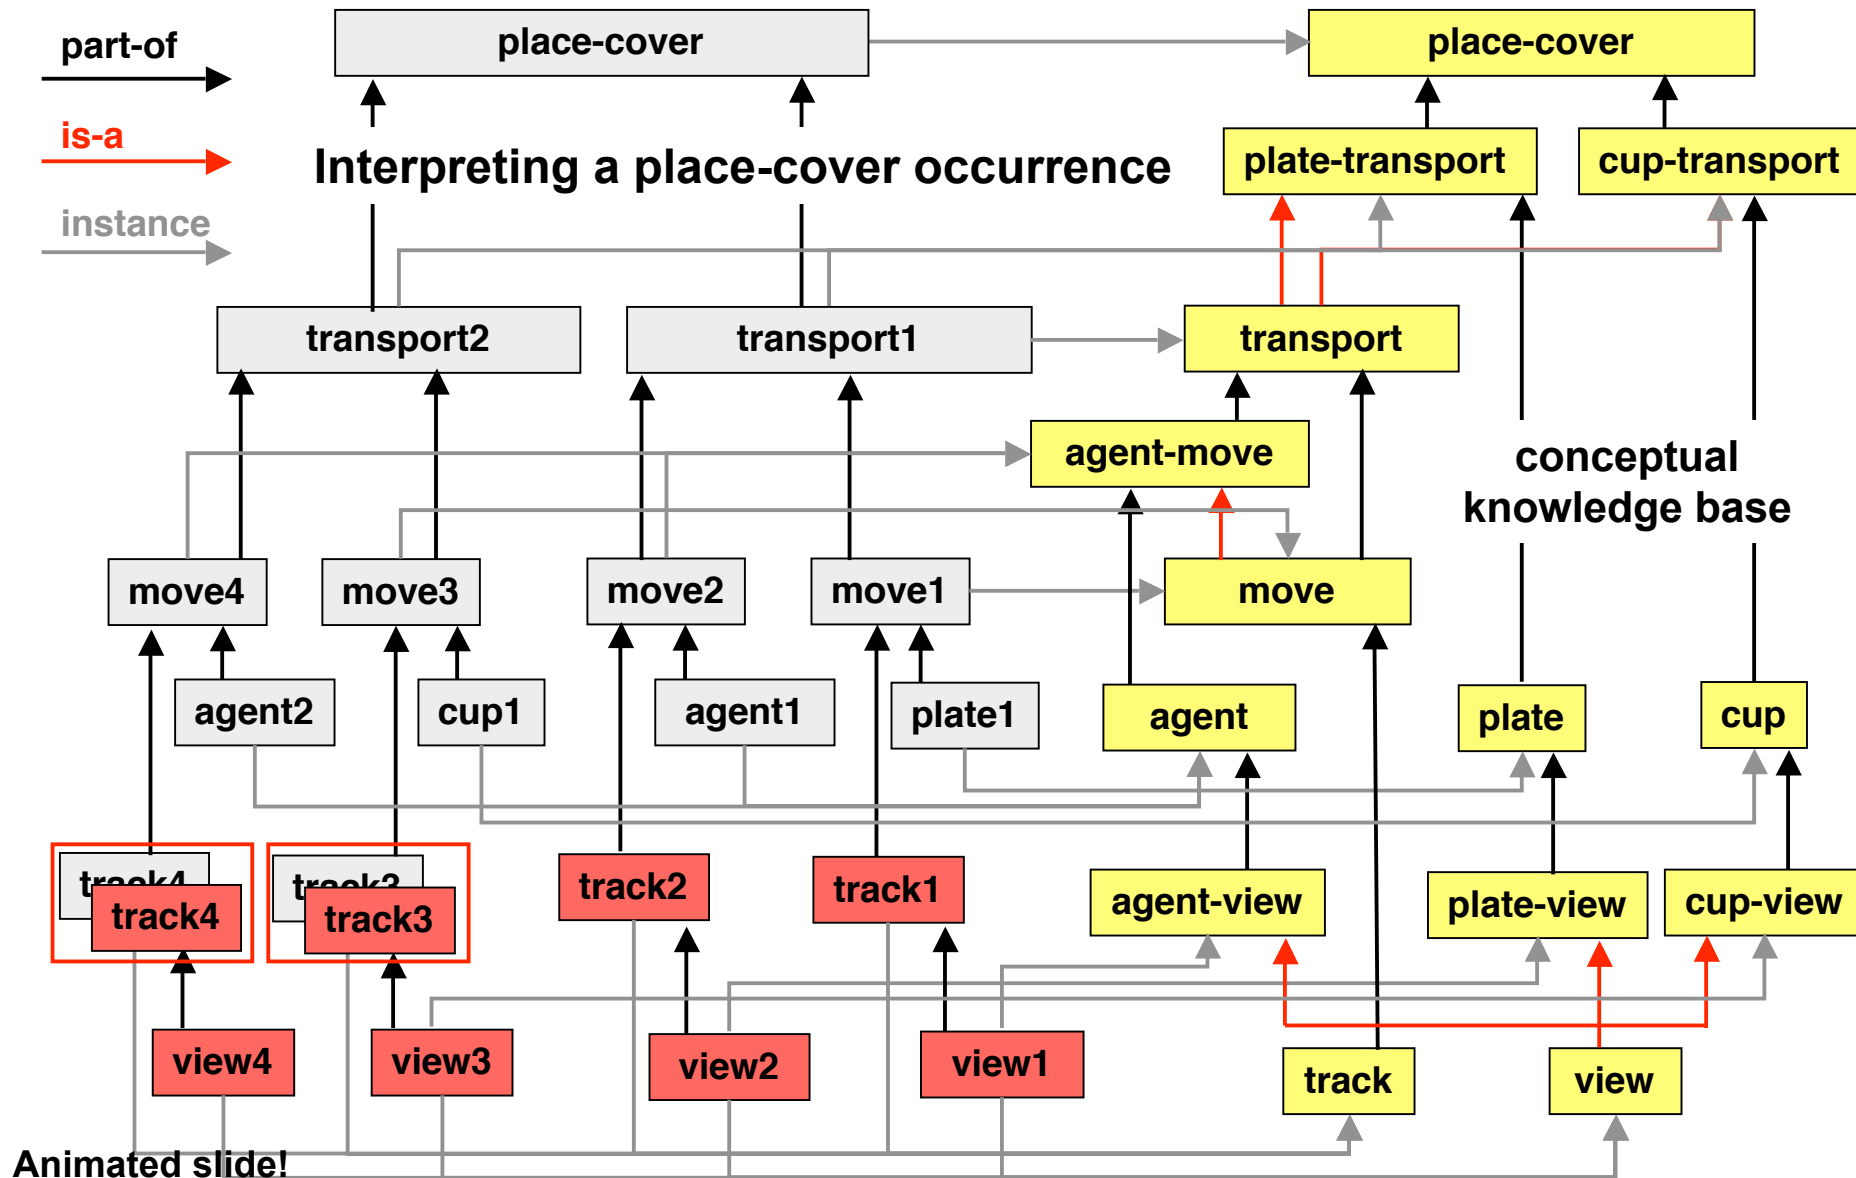 part-of
place-cover
place-cover
is-a
Interpreting a place-cover occurrence
plate-transport
cup-transport
instance
transport2
transport1
transport
agent-move
conceptual
knowledge base
move4
move3
move2
move1
move
agent2
cup1
agent1
plate1
agent
plate
cup
track4
track3
track4
track3
track2
track1
agent-view
plate-view
cup-view
view4
view3
view2
view1
track
view
Animated slide!